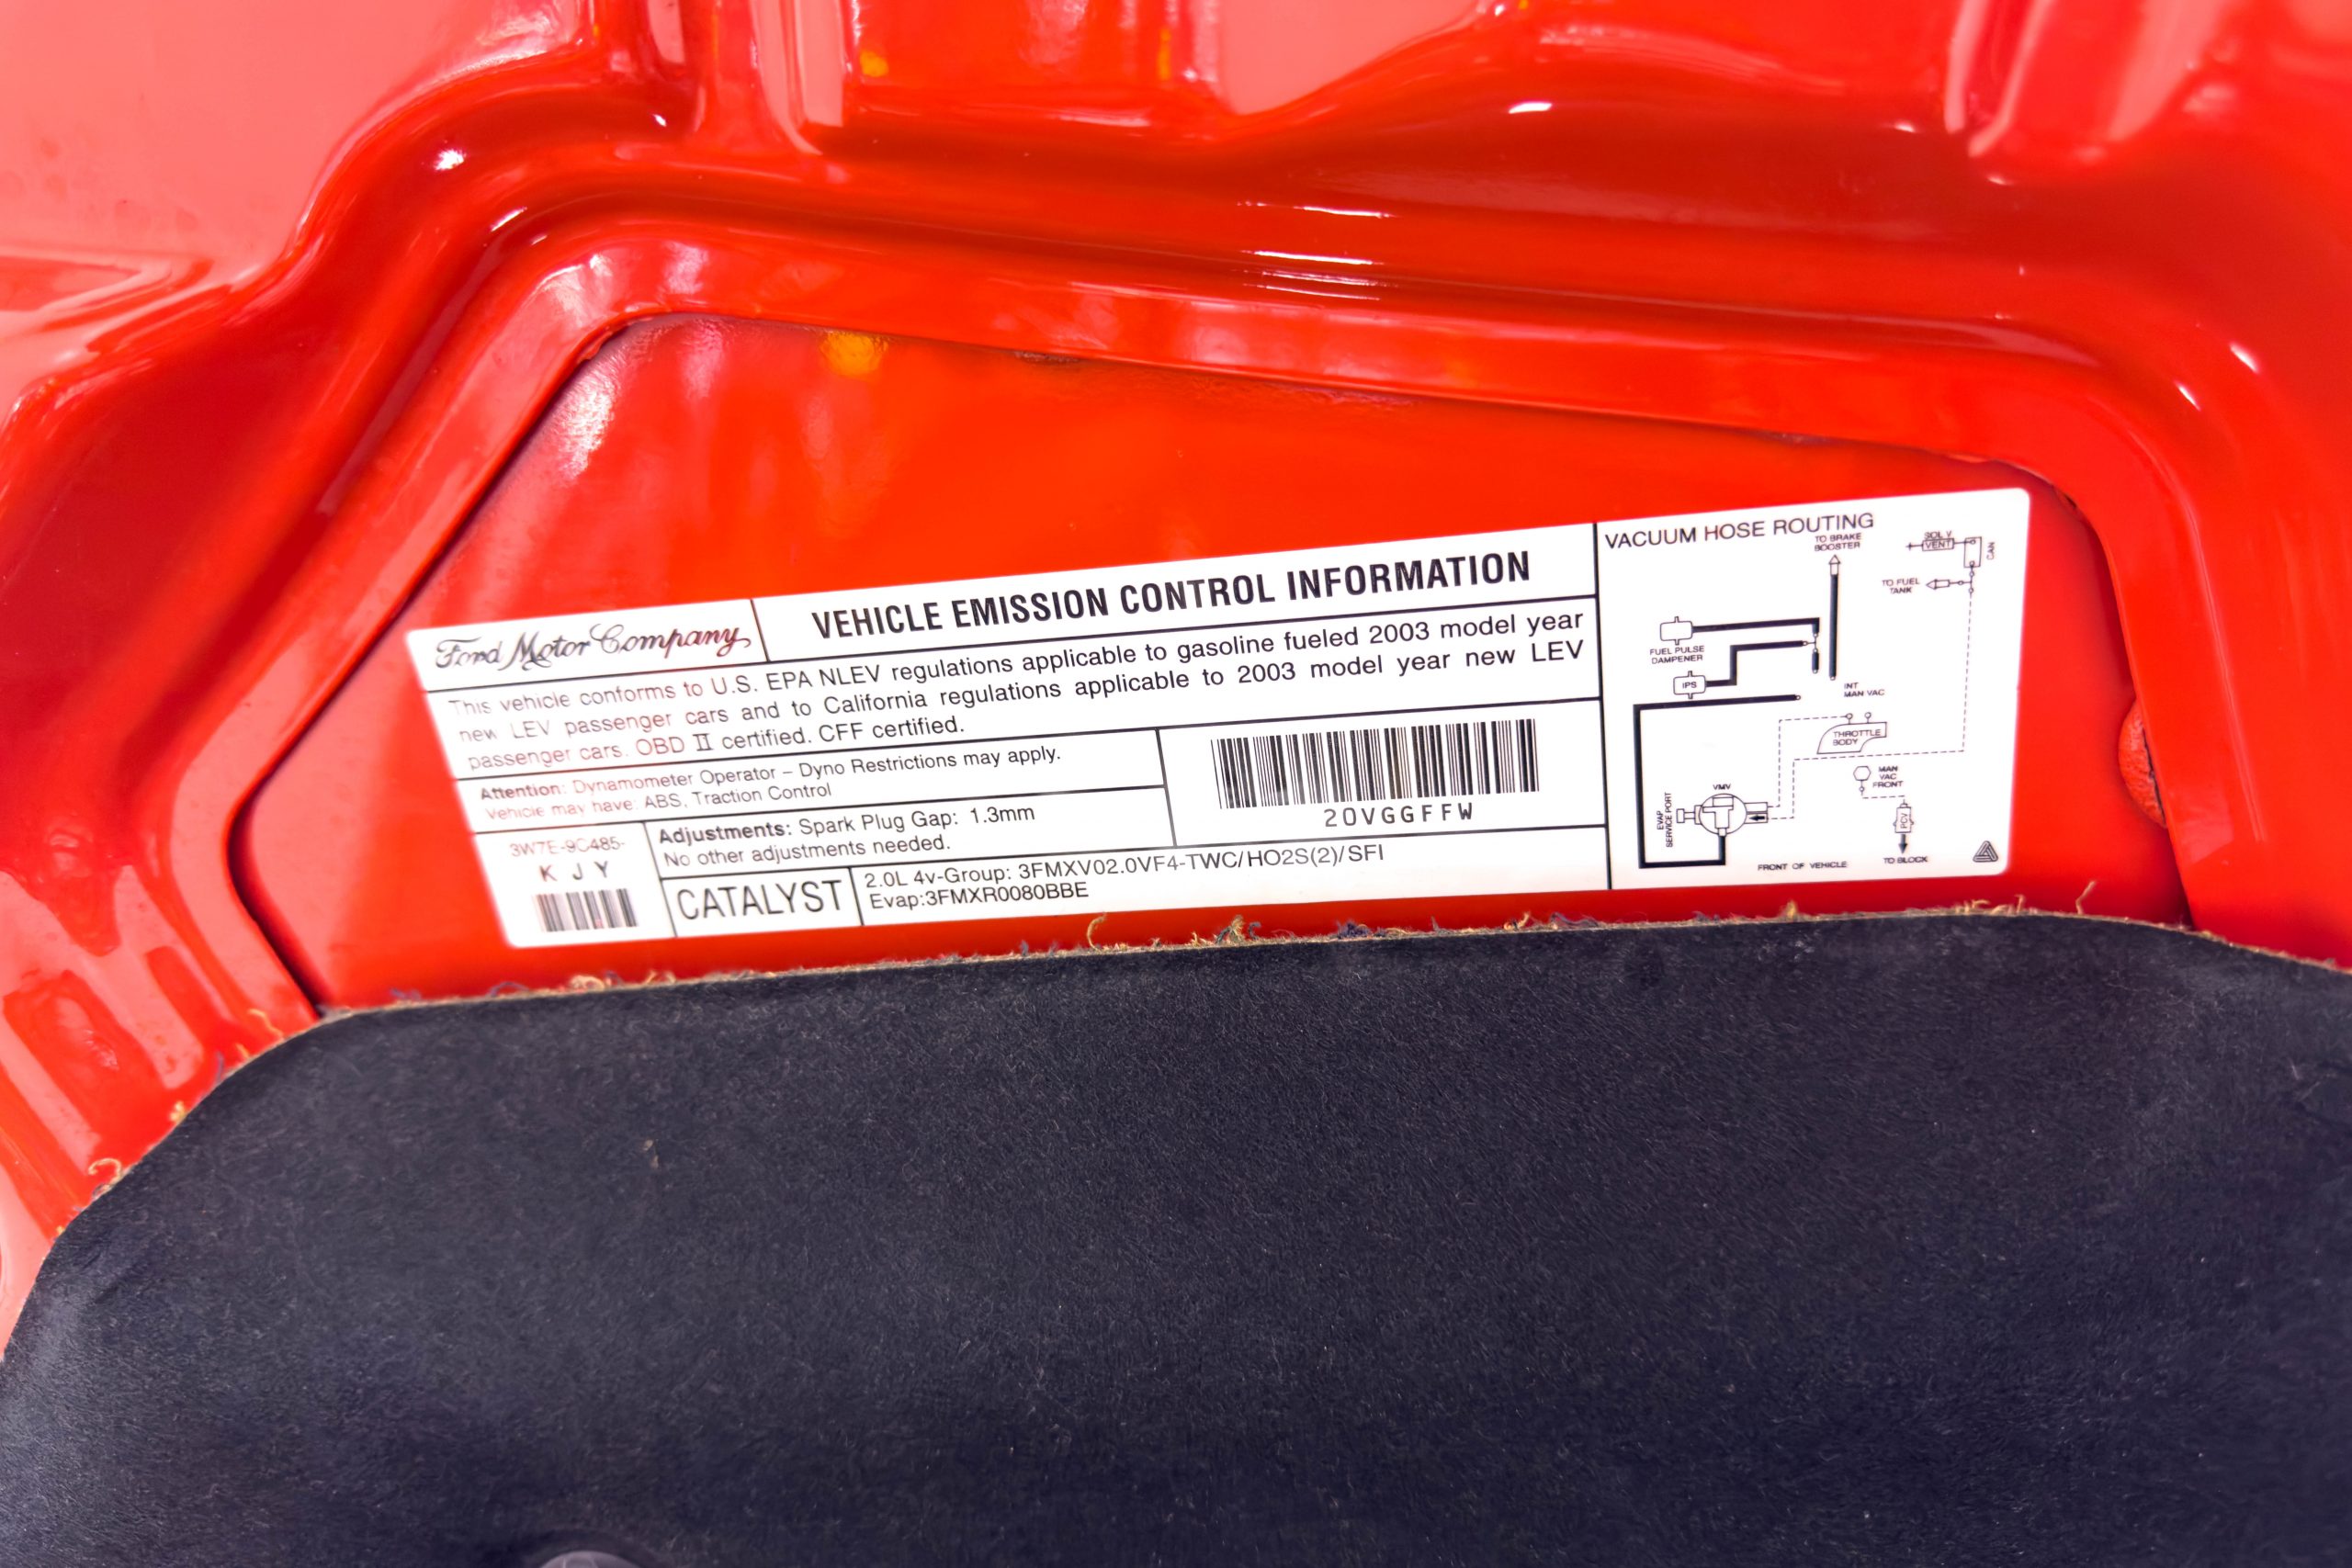 Ford Motor Company
VEHICLE EMISSION CONTROL INFORMATION
This vehicle conforms to U.S. EPA NLEV regulations applicable to gasoline fueled 2003 model year
new LEV passenger cars and to California regulations applicable to 2003 model year new LEV
passenger cars. OBD II certified. CFF certified.
Attention: Dynamometer Operator – Dyno Restrictions may apply.
Vehicle may have: ABS, Traction Control
3W7E-9C485-
K J Y
Adjustments: Spark Plug Gap: 1.3mm
No other adjustments needed.
20VGGFFW
CATALYST
2.0L 4v-Group: 3FMXV02.0VF4-TWC/HO2S(2)/SFI
Evap:3FMXR0080BBE
VACUUM HOSE ROUTING
TO BRAKE
BOOSTER
SOL V
VENT
CAN
TO FUEL
TANK
FUEL PULSE
DAMPENER
IPS
INT
MAN VAC
THROTTLE
BODY
MAN
VAC
FRONT
VMV
EVAP
SERVICE PORT
PCV
TO BLOCK
FRONT OF VEHICLE